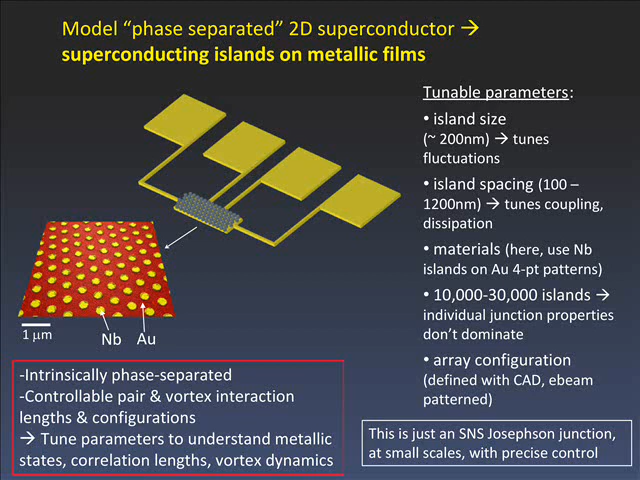 Model “phase separated” 2D superconductor →
superconducting islands on metallic films
Tunable parameters:
• island size
(~ 200nm) → tunes
fluctuations
• island spacing (100 –
1200nm) → tunes coupling,
dissipation
• materials (here, use Nb
islands on Au 4-pt patterns)
• 10,000-30,000 islands →
individual junction properties
don’t dominate
• array configuration
(defined with CAD, ebeam
patterned)
1 μm
Nb
Au
-Intrinsically phase-separated
-Controllable pair & vortex interaction
lengths & configurations
→ Tune parameters to understand metallic
states, correlation lengths, vortex dynamics
This is just an SNS Josephson junction,
at small scales, with precise control